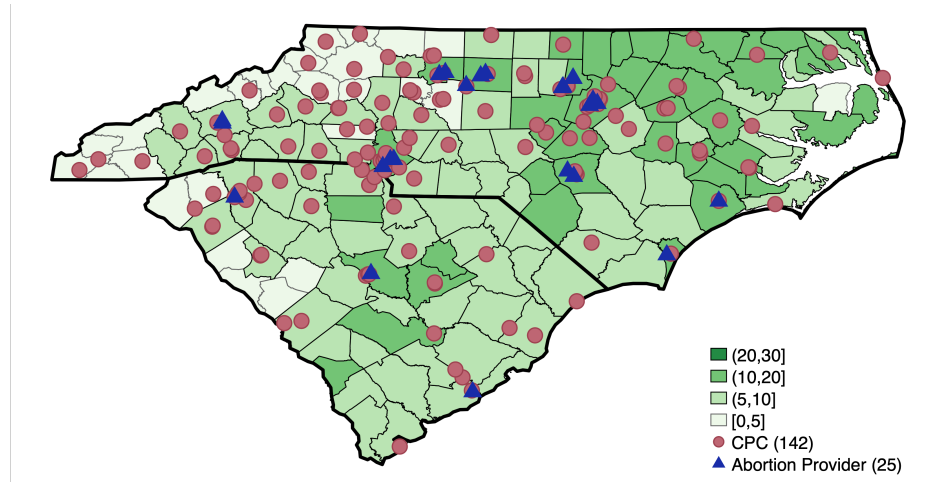 (20,30]
(10,20]
(5,10]
[0,5]
CPC (142)
Abortion Provider (25)